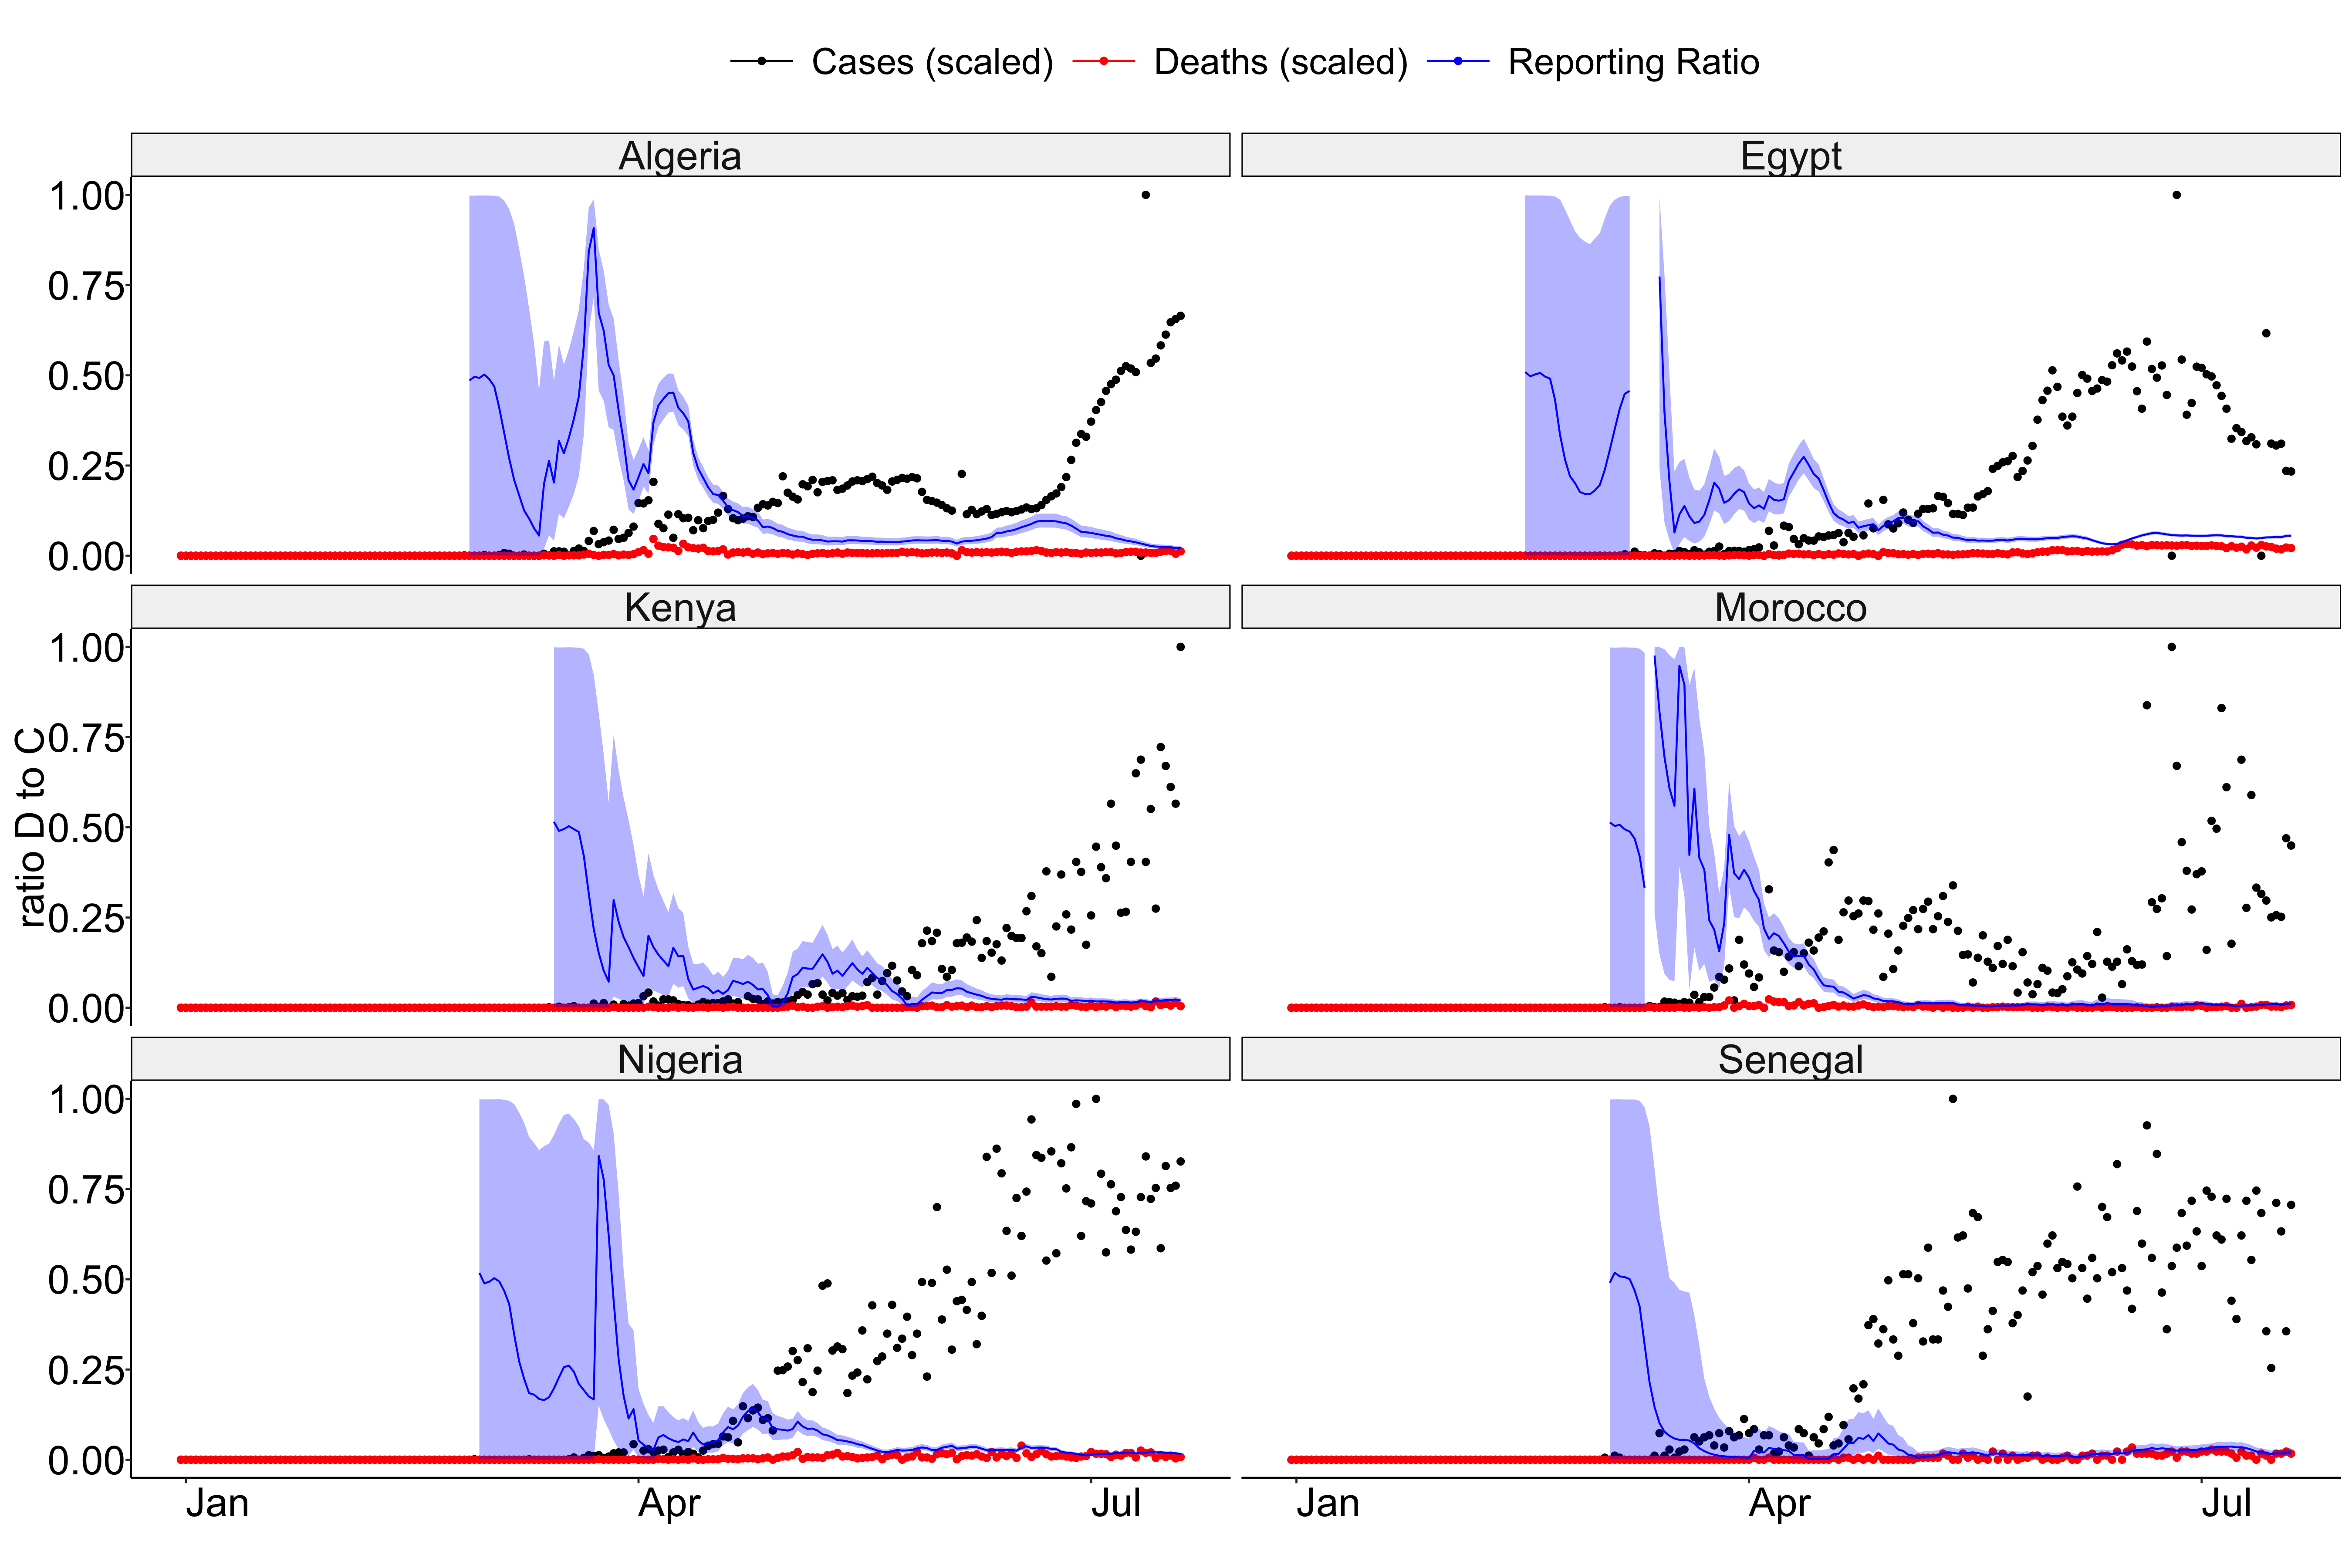 Cases (scaled) Deaths (scaled) Reporting Ratio
Algeria Egypt
1.00
0.75
0.50
0.25
0.00
Kenya Morocco
1.00
0.75
0.50
0.25
0.00
ratio D to C
Nigeria Senegal
1.00
0.75
0.50
0.25
0.00
Jan Apr Jul Jan Apr Jul